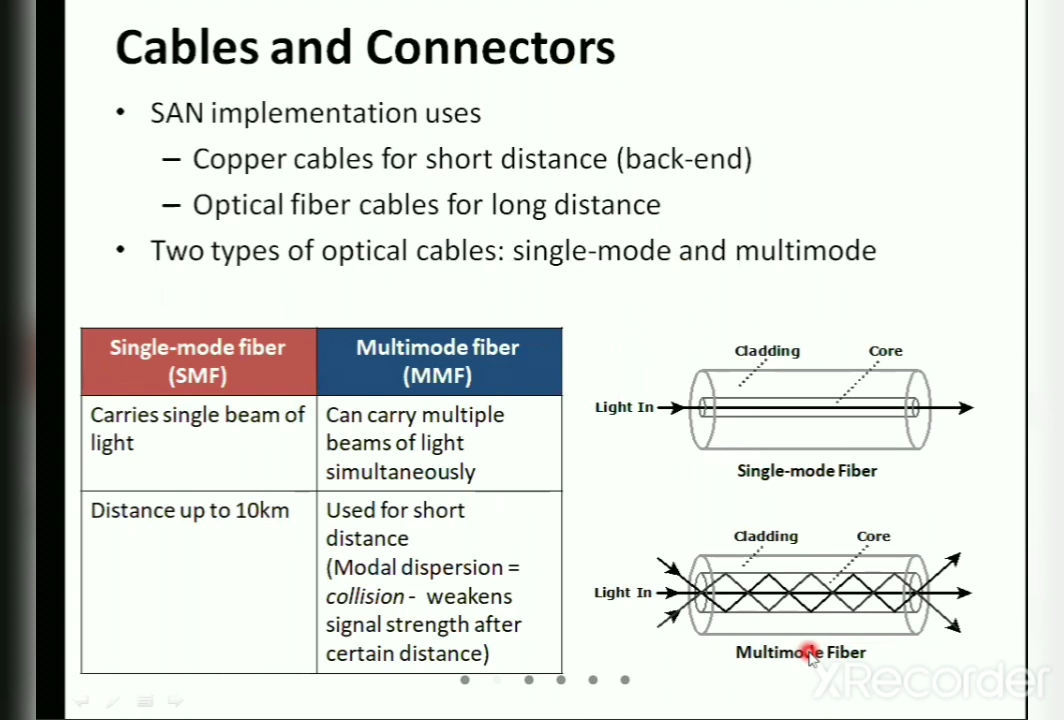 Cables and Connectors
• SAN implementation uses
– Copper cables for short distance (back-end)
– Optical fiber cables for long distance
• Two types of optical cables: single-mode and multimode
Single-mode fiber
(SMF)
Multimode fiber
(MMF)
Carries single beam of
light
Can carry multiple
beams of light
simultaneously
Distance up to 10km
Used for short
distance
(Modal dispersion =
collision - weakens
signal strength after
certain distance)
Cladding
Core
Light In
Single-mode Fiber
Cladding
Core
Light In
Multimode Fiber
XRecorder